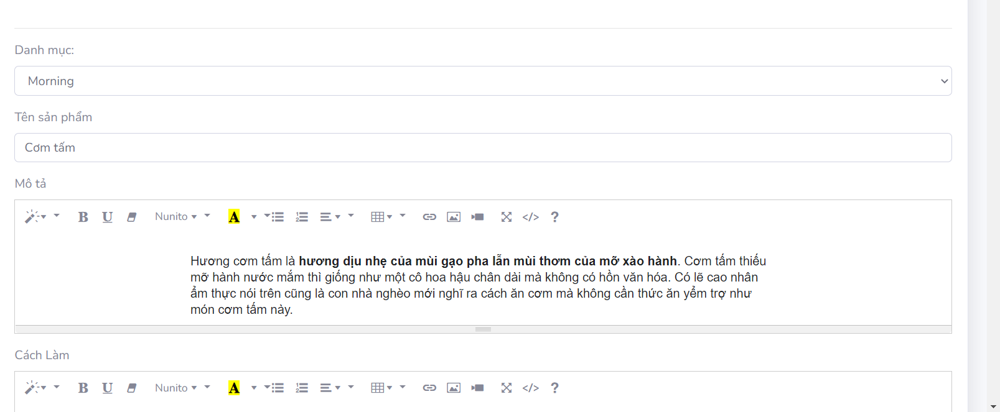 Danh mục:
Morning
Tên sản phẩm
Cơm tấm
Mô tả
B U Nunito A </> ?
Hương cơm tấm là hương dịu nhẹ của mùi gạo pha lẫn mùi thơm của mỡ xào hành. Cơm tấm thiếu
mỡ hành nước mắm thì giống như một cô hoa hậu chân dài mà không có hồn văn hóa. Có lẽ cao nhân
ẩm thực nói trên cũng là con nhà nghèo mới nghĩ ra cách ăn cơm mà không cần thức ăn yểm trợ như
món cơm tấm này.
Cách Làm
B U Nunito A </> ?